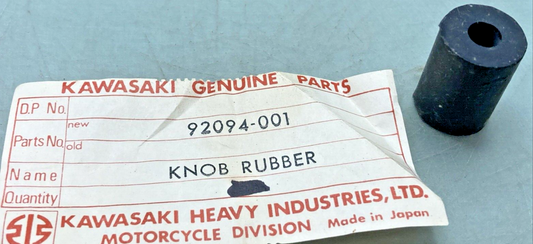 KAWASAKI GENUINE PARTS
D.P No.
new
Parts No. 92094-001
old
Name KNOB RUBBER
Quantity
KAWASAKI HEAVY INDUSTRIES, LTD.
MOTORCYCLE DIVISION Made in Japan